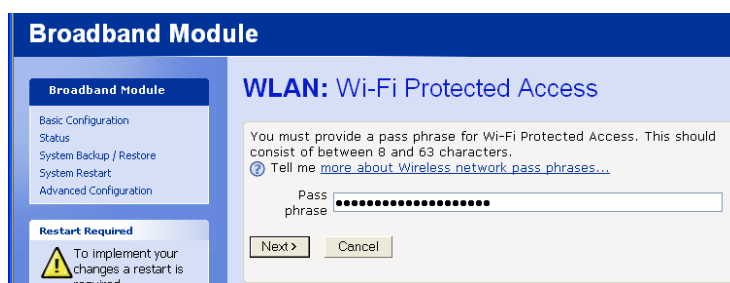 Broadband Module
Broadband Module
Basic Configuration
Status
System Backup / Restore
System Restart
Advanced Configuration
Restart Required
To implement your
changes a restart is
WLAN: Wi-Fi Protected Access
You must provide a pass phrase for Wi-Fi Protected Access. This should
consist of between 8 and 63 characters.
Tell me more about Wireless network pass phrases...
Pass
phrase ••••••••••••••••••••
Next>
Cancel